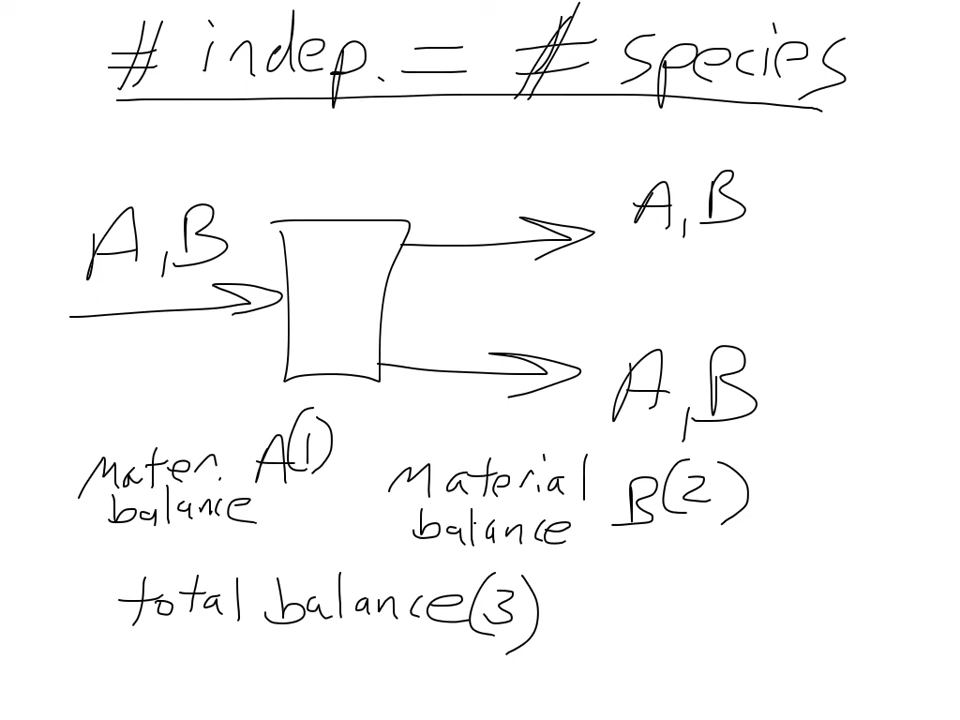 # indep. = # species
A,B
A,B
A,B
Mater. balance A(1)
Material balance B(2)
total balance(3)